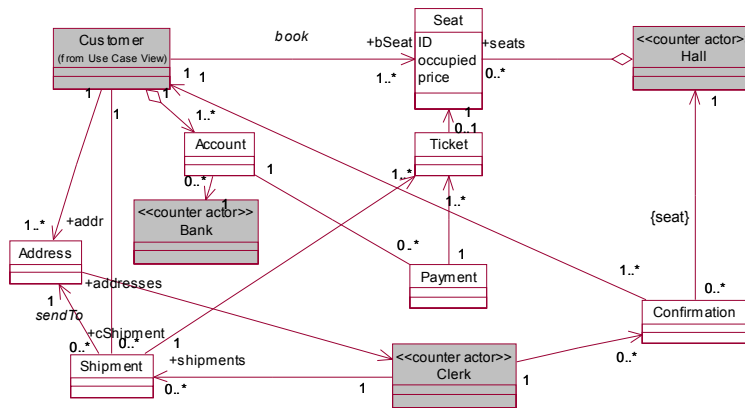 Seat
Customer
(from Use Case View)
book
+bSeat
ID
occupied
price
+seats
<<counter actor>>
Hall
1
1
1..*
0..*
1
1
1
1
1..*
1
0..1
1
Account
Ticket
0..*
1
1
1..*
1..*
<<counter actor>>
Bank
{seat}
1..*
+addr
0..*
1
Address
+addresses
Payment
1..*
0..*
1
sendTo
+cShipment
Confirmation
0..*
0..*
1
Shipment
+shipments
<<counter actor>>
Clerk
0..*
0..*
1
1